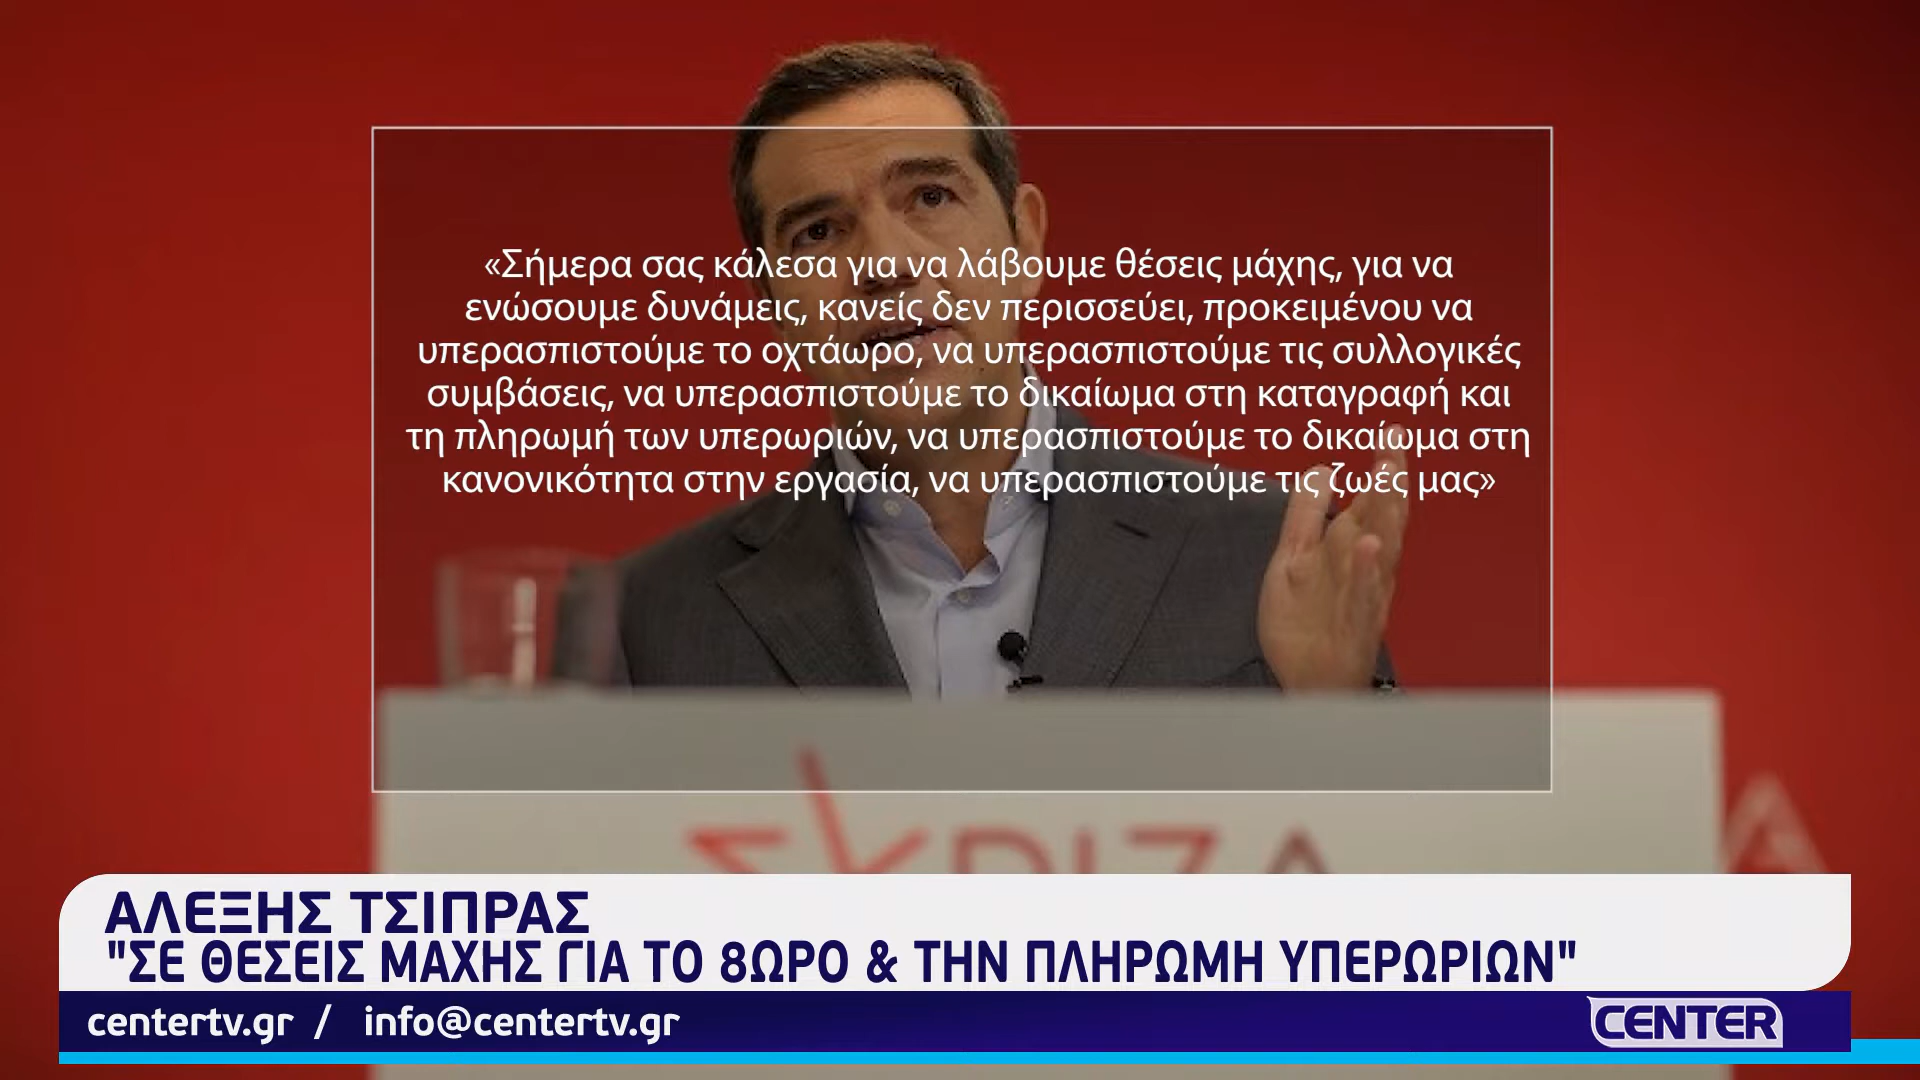 «Σήμερα σας κάλεσα για να λάβουμε θέσεις μάχης, για να
ενώσουμε δυνάμεις, κανείς δεν περισσεύει, προκειμένου να
υπερασπιστούμε το οχτάωρο, να υπερασπιστούμε τις συλλογικές
συμβάσεις, να υπερασπιστούμε το δικαίωμα στη καταγραφή και
τη πληρωμή των υπερωριών, να υπερασπιστούμε το δικαίωμα στη
κανονικότητα στην εργασία, να υπερασπιστούμε τις ζωές μας»
ΑΛΕΞΗΣ ΤΣΙΠΡΑΣ
"ΣΕ ΘΕΣΕΙΣ ΜΑΧΗΣ ΓΙΑ ΤΟ 8ΩΡΟ & ΤΗΝ ΠΛΗΡΩΜΗ ΥΠΕΡΩΡΙΩΝ"
centertv.gr / info@centertv.gr
CENTER